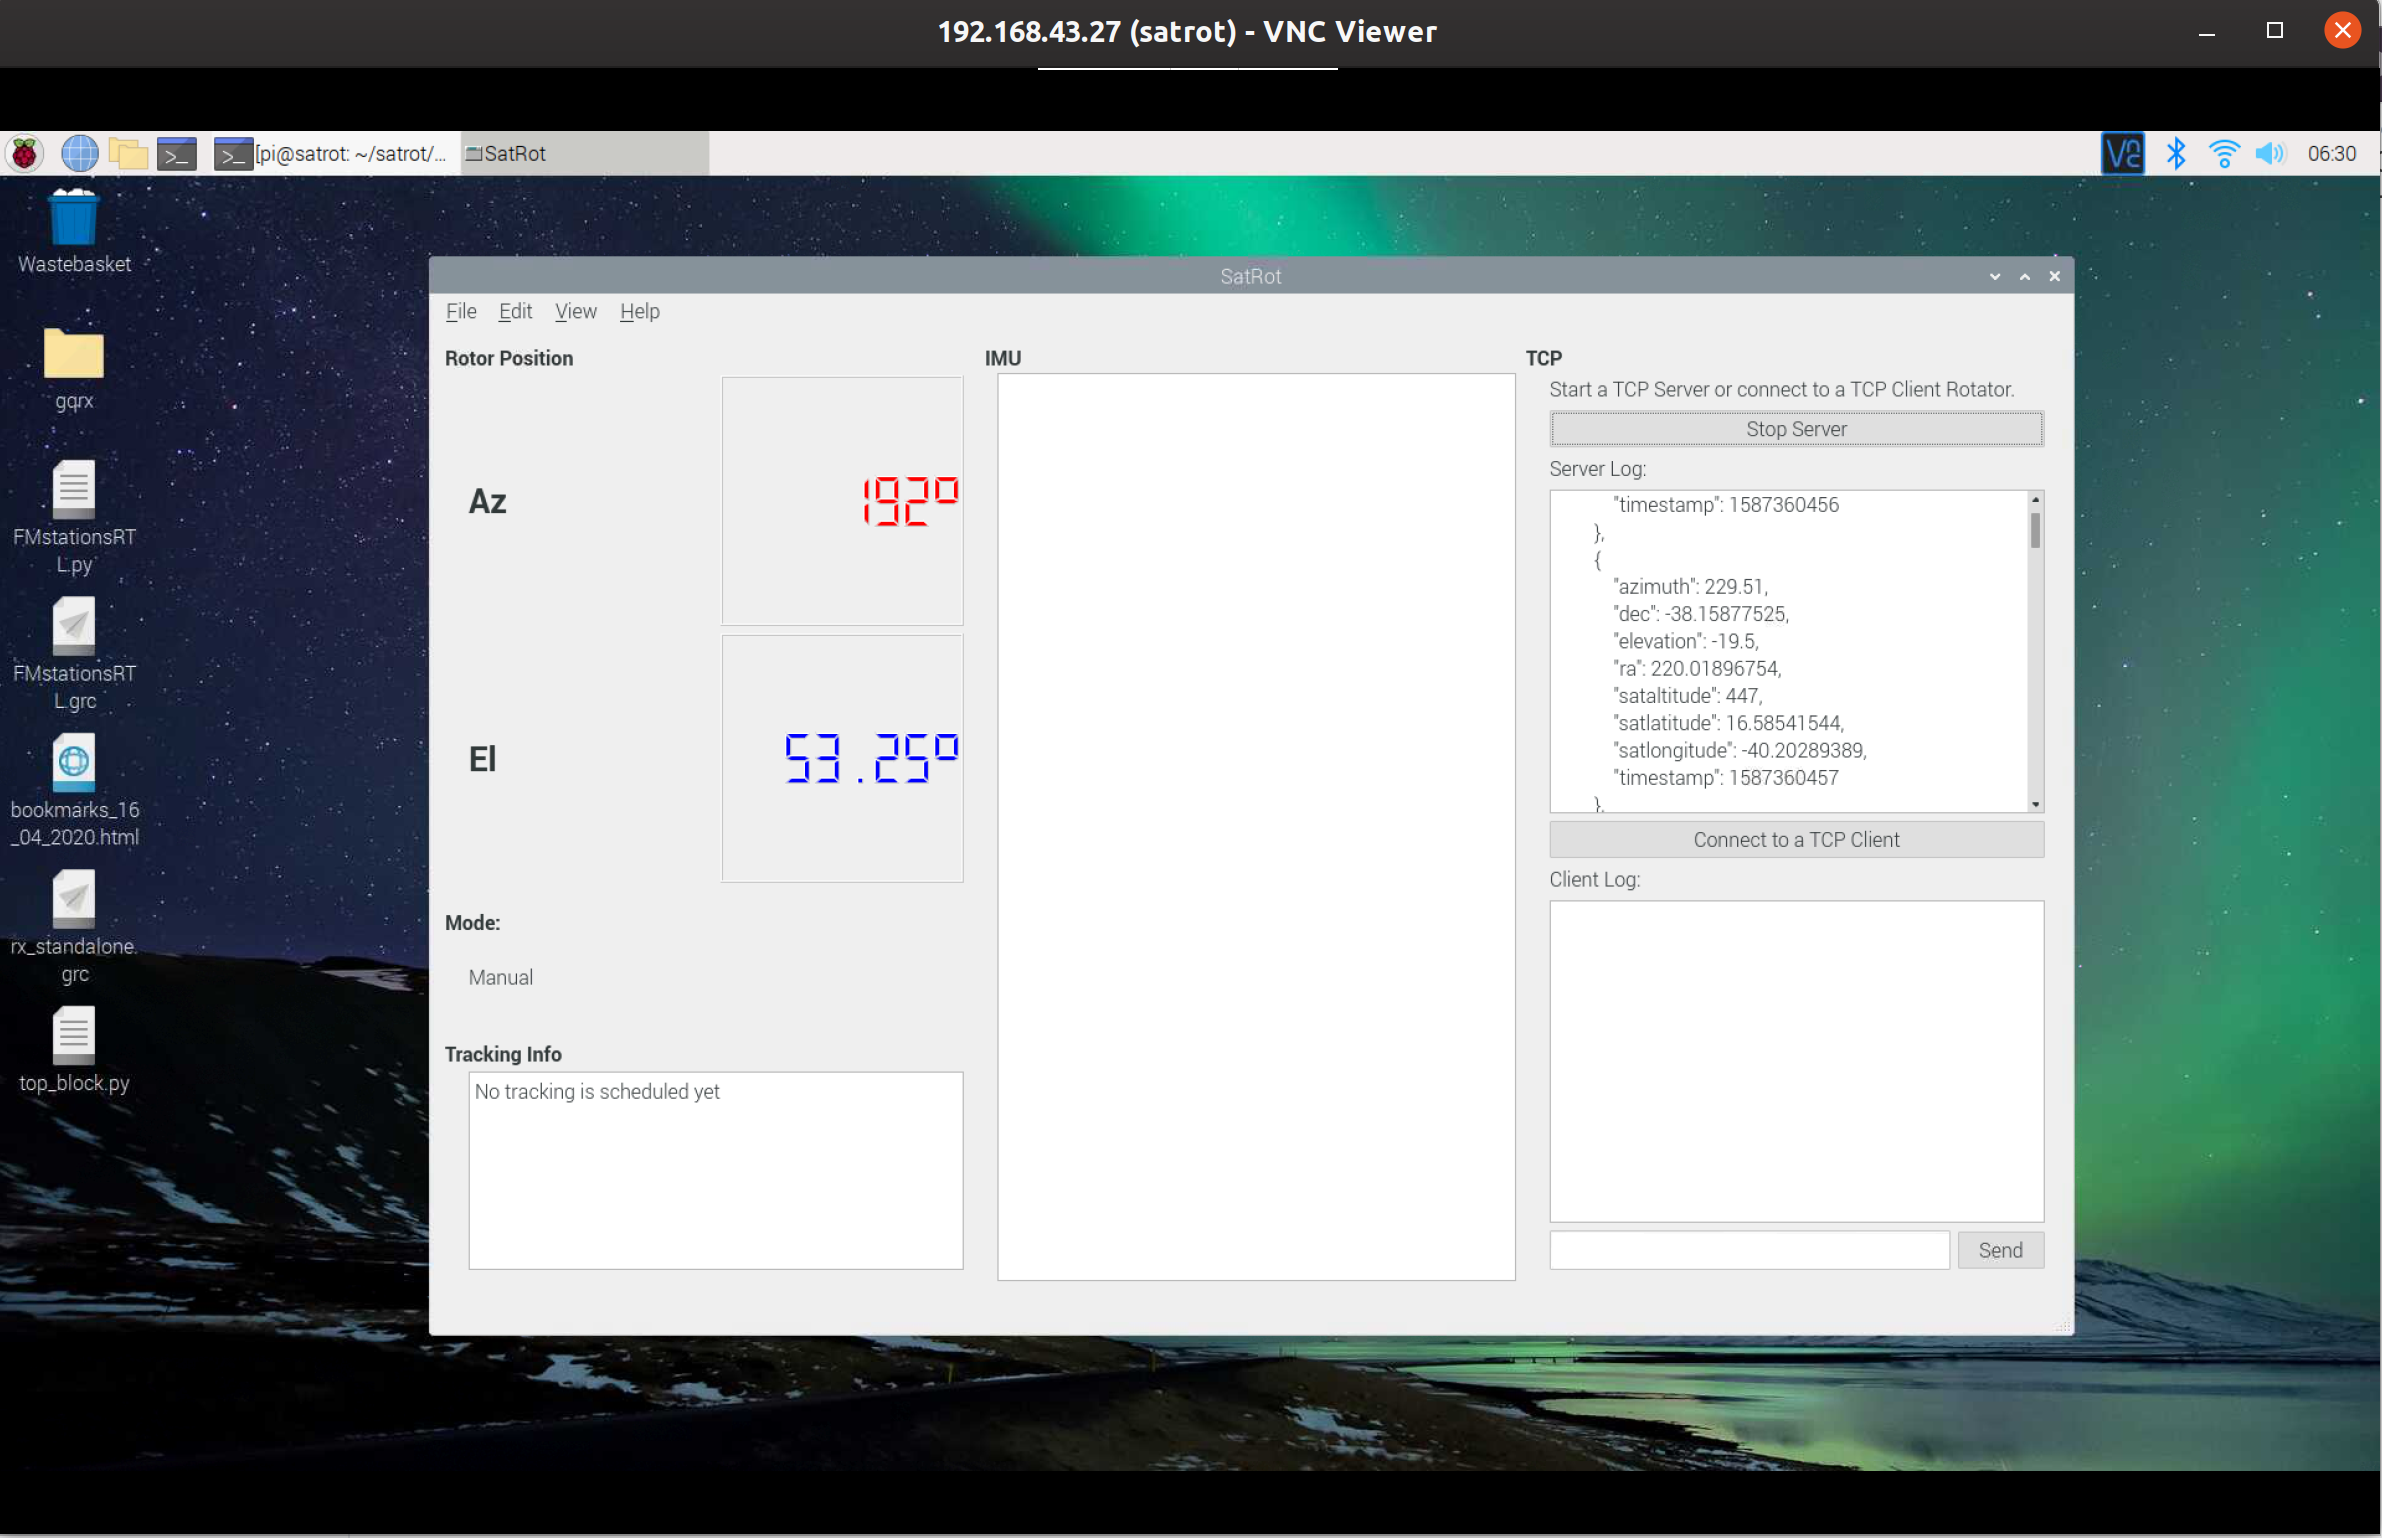 192.168.43.27 (satrot) - VNC Viewer
[pi@satrot: ~/satrot/...
SatRot
06:30
Wastebasket
gqrx
FMstationsRT
L.py
FMstationsRT
L.grc
bookmarks_16
_04_2020.html
rx_standalone.
grc
top_block.py
SatRot
File Edit View Help
Rotor Position
Az
192°
El
53.25°
Mode:
Manual
Tracking Info
No tracking is scheduled yet
IMU
TCP
Start a TCP Server or connect to a TCP Client Rotator.
Stop Server
Server Log:
"timestamp": 1587360456
},
{
"azimuth": 229.51,
"dec": -38.15877525,
"elevation": -19.5,
"ra": 220.01896754,
"sataltitude": 447,
"satlatitude": 16.58541544,
"satlongitude": -40.20289389,
"timestamp": 1587360457
},
Connect to a TCP Client
Client Log:
Send